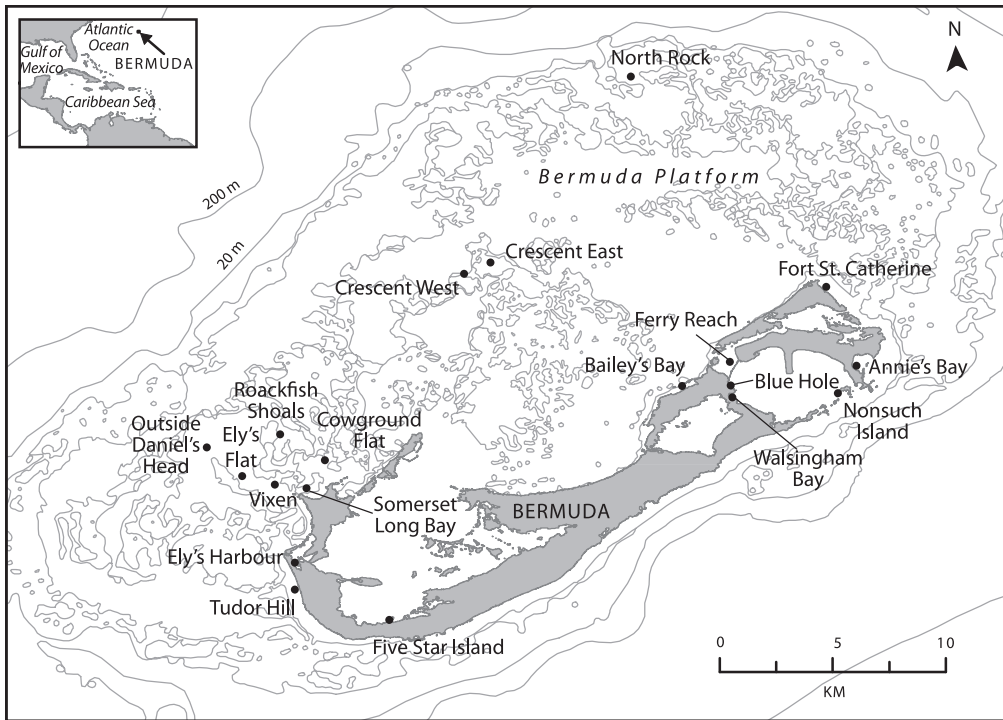 Atlantic
Ocean
Gulf of
Mexico
BERMUDA
Caribbean Sea
North Rock
N
Bermuda Platform
200 m
20 m
Crescent East
Crescent West
Fort St. Catherine
Ferry Reach
Bailey's Bay
Blue Hole
Annie's Bay
Nonsuch
Island
Walsingham
Bay
Roackfish
Shoals
Cowground
Flat
Outside
Daniel's
Head
Ely's
Flat
Vixen
Somerset
Long Bay
BERMUDA
Ely's Harbour
Tudor Hill
Five Star Island
0
5
10
KM